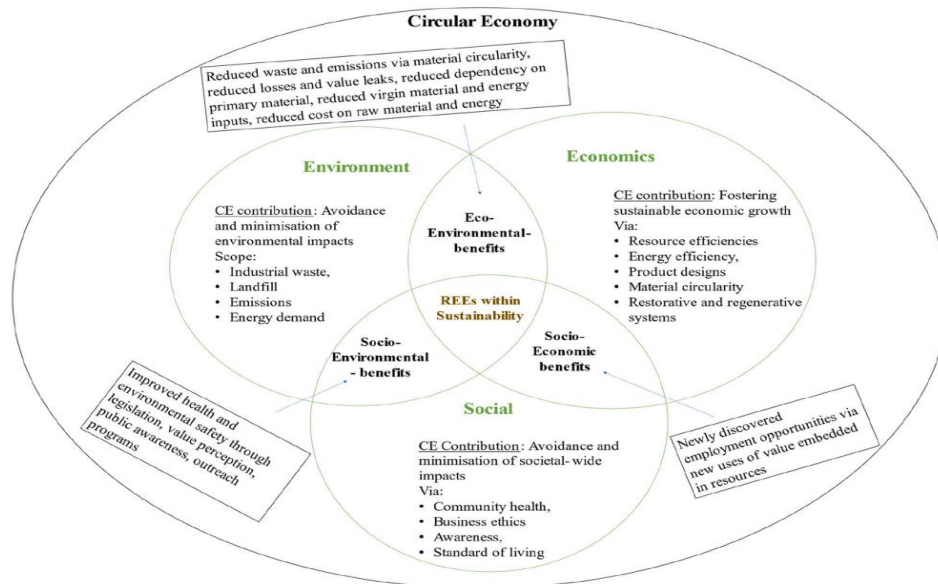 Circular Economy
Reduced waste and emissions via material circularity,
reduced losses and value leaks, reduced dependency on
primary material, reduced virgin material and energy
inputs, reduced cost on raw material and energy
Environment
CE contribution: Avoidance
and minimisation of
environmental impacts
Scope:
• Industrial waste,
• Landfill
• Emissions
• Energy demand
Economics
CE contribution: Fostering
sustainable economic growth
Via:
• Resource efficiencies
• Energy efficiency,
• Product designs
• Material circularity
• Restorative and regenerative
systems
Eco-
Environmental-
benefits
REEs within
Sustainability
Socio-
Environmental
- benefits
Socio-
Economic
benefits
Improved health and
environmental safety through
legislation, value perception,
public awareness, outreach
programs
Newly discovered
employment opportunities via
new uses of value embedded
in resources
Social
CE Contribution: Avoidance and
minimisation of societal- wide
impacts
Via:
• Community health,
• Business ethics
• Awareness,
• Standard of living